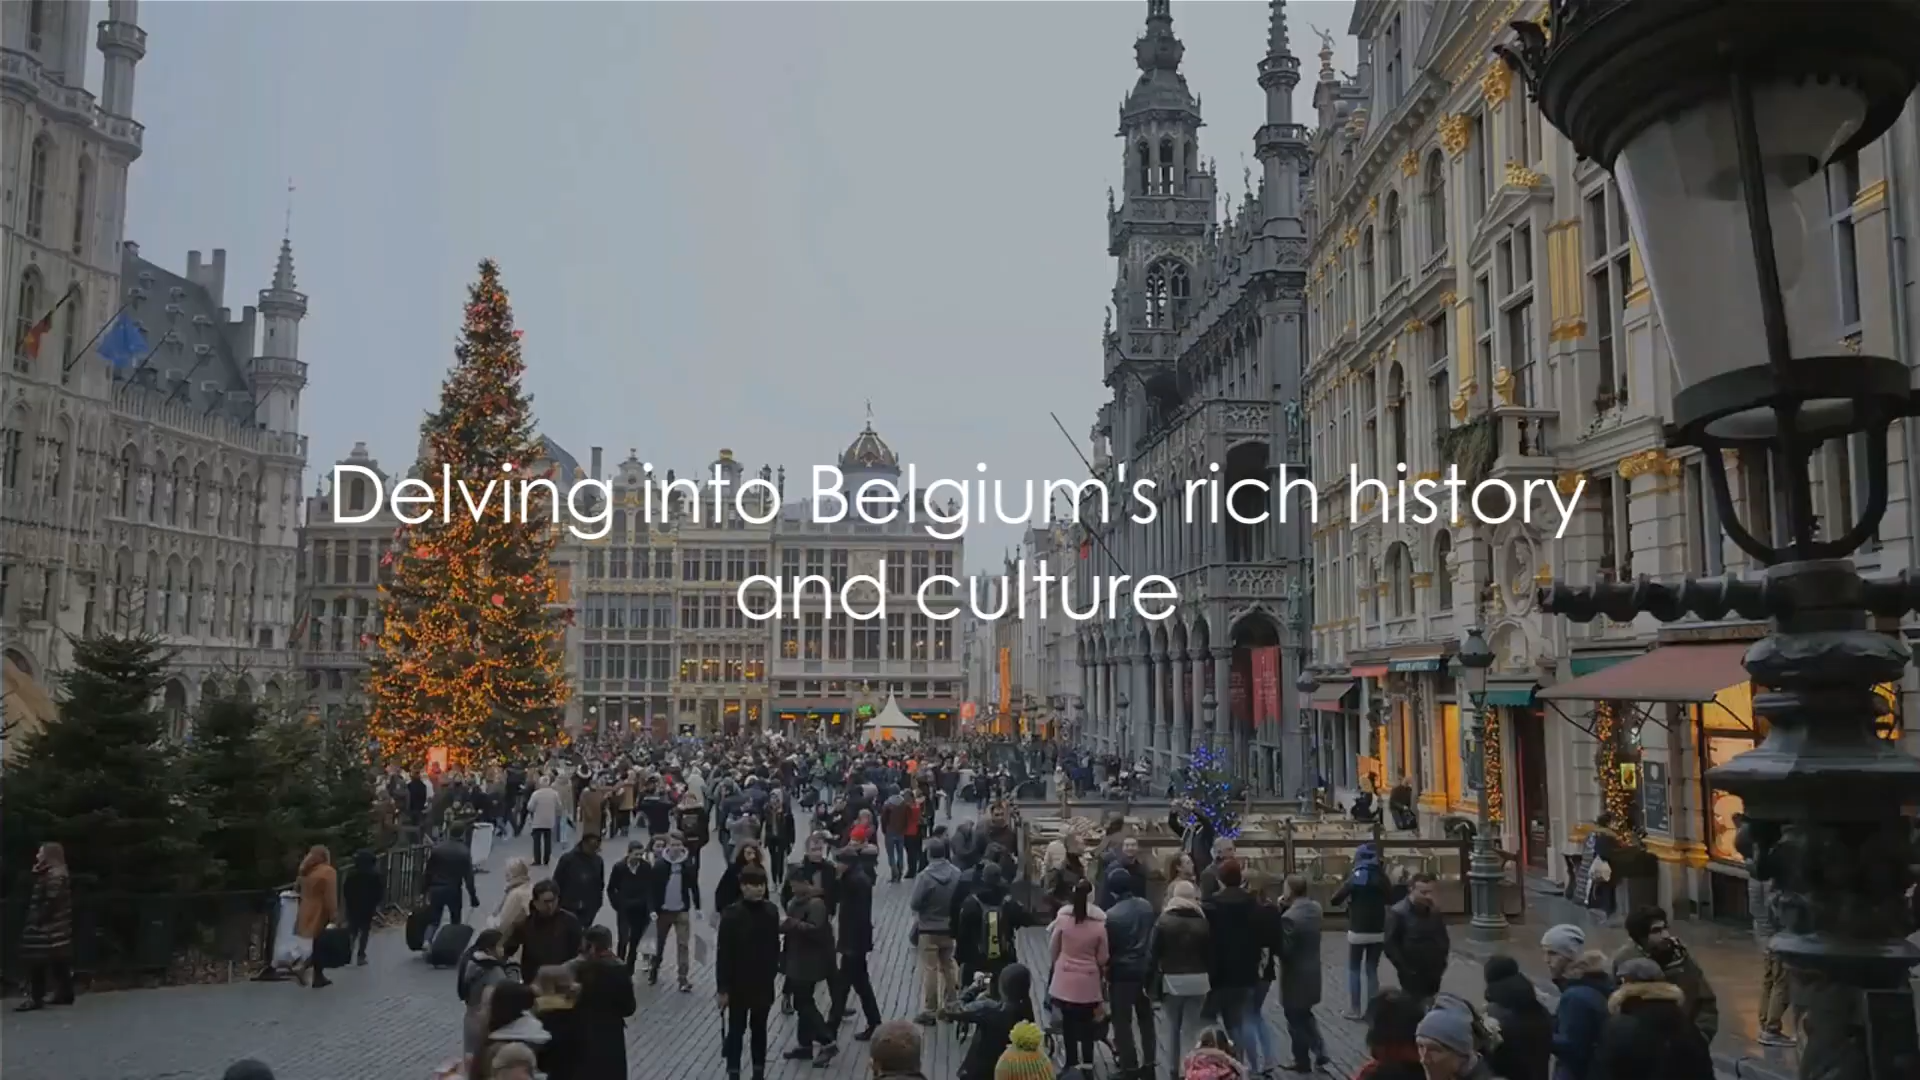 Delving into Belgium's rich history
and culture